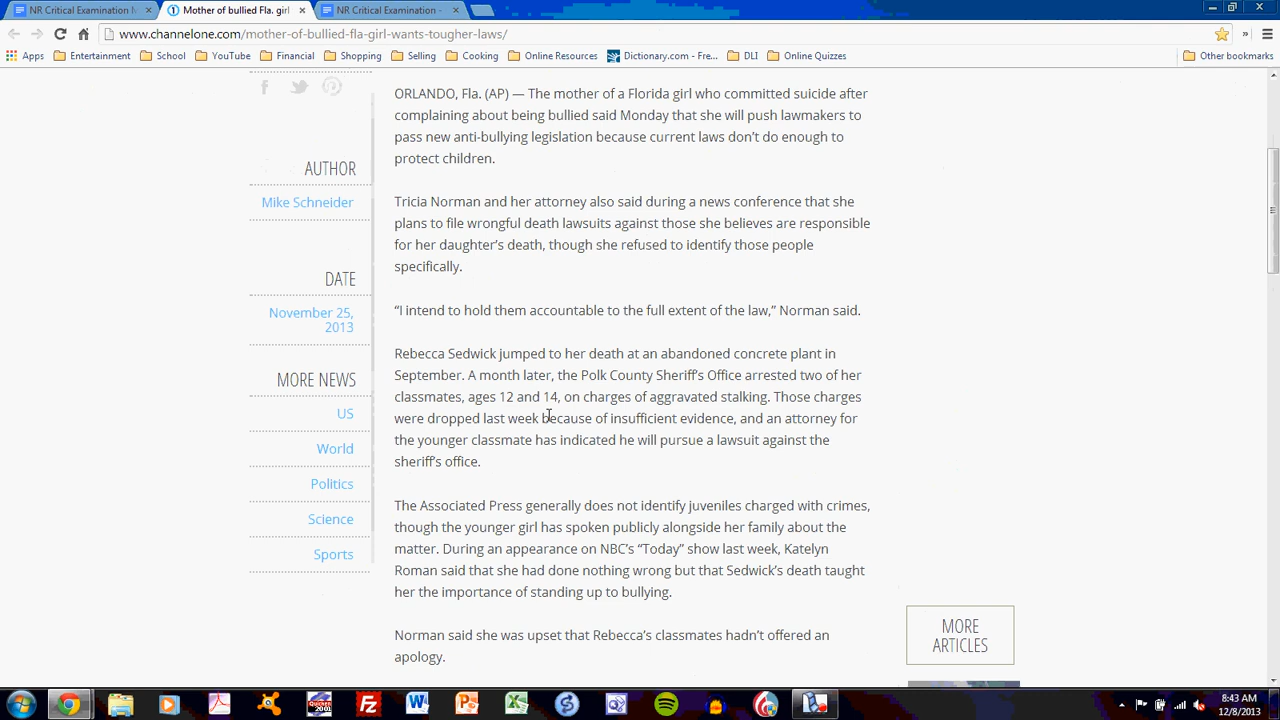 NR Critical Examination M
Mother of bullied Fla. girl
NR Critical Examination -
www.channelone.com/mother-of-bullied-fla-girl-wants-tougher-laws/
Apps Entertainment School YouTube Financial Shopping Selling Cooking Online Resources Dictionary.com - Fre... DLI Online Quizzes Other bookmarks
AUTHOR
Mike Schneider
DATE
November 25,
2013
MORE NEWS
US
World
Politics
Science
Sports
ORLANDO, Fla. (AP) — The mother of a Florida girl who committed suicide after
complaining about being bullied said Monday that she will push lawmakers to
pass new anti-bullying legislation because current laws don’t do enough to
protect children.
Tricia Norman and her attorney also said during a news conference that she
plans to file wrongful death lawsuits against those she believes are responsible
for her daughter’s death, though she refused to identify those people
specifically.
“I intend to hold them accountable to the full extent of the law,” Norman said.
Rebecca Sedwick jumped to her death at an abandoned concrete plant in
September. A month later, the Polk County Sheriff’s Office arrested two of her
classmates, ages 12 and 14, on charges of aggravated stalking. Those charges
were dropped last week because of insufficient evidence, and an attorney for
the younger classmate has indicated he will pursue a lawsuit against the
sheriff’s office.
The Associated Press generally does not identify juveniles charged with crimes,
though the younger girl has spoken publicly alongside her family about the
matter. During an appearance on NBC’s “Today” show last week, Katelyn
Roman said that she had done nothing wrong but that Sedwick’s death taught
her the importance of standing up to bullying.
Norman said she was upset that Rebecca’s classmates hadn’t offered an
apology.
MORE
ARTICLES
8:43 AM
12/8/2013